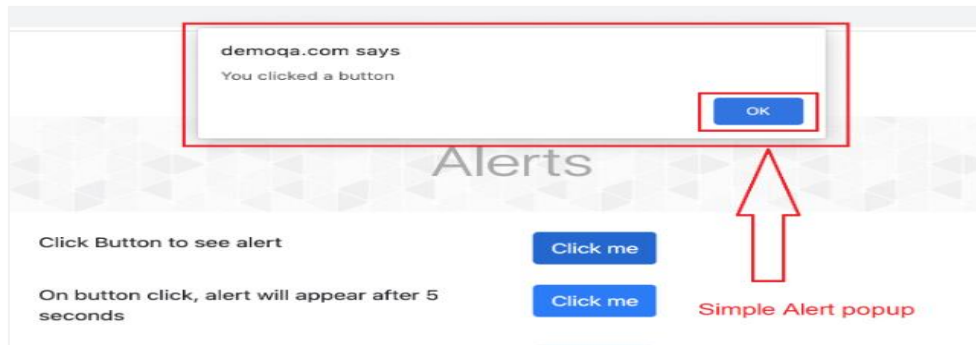 demoqa.com says
You clicked a button
OK
Alerts
Click Button to see alert
Click me
On button click, alert will appear after 5
seconds
Click me
Simple Alert popup